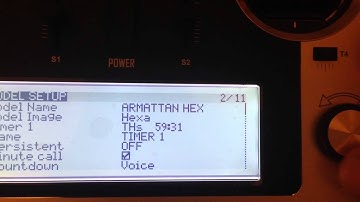 S1 POWER S2
T4
MODEL SETUP 2/11
odel Name ARMATTAN HEX
odel Image Hexa
imer 1 THs 59:31
ame TIMER 1
ersistent OFF
inute call
ountdown Voice